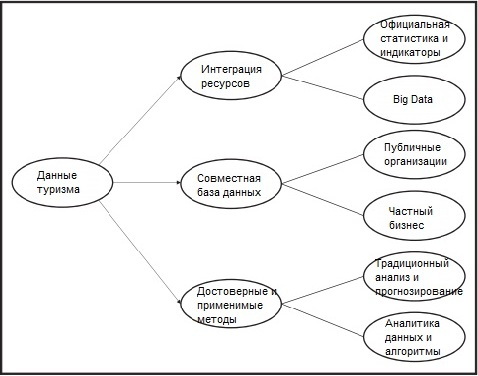 Данные
туризма
Интеграция
ресурсов
Совместная
база данных
Достоверные и
применимые
методы
Официальная
статистика и
индикаторы
Big Data
Публичные
организации
Частный
бизнес
Традиционный
анализ и
прогнозирование
Аналитика
данных и
алгоритмы